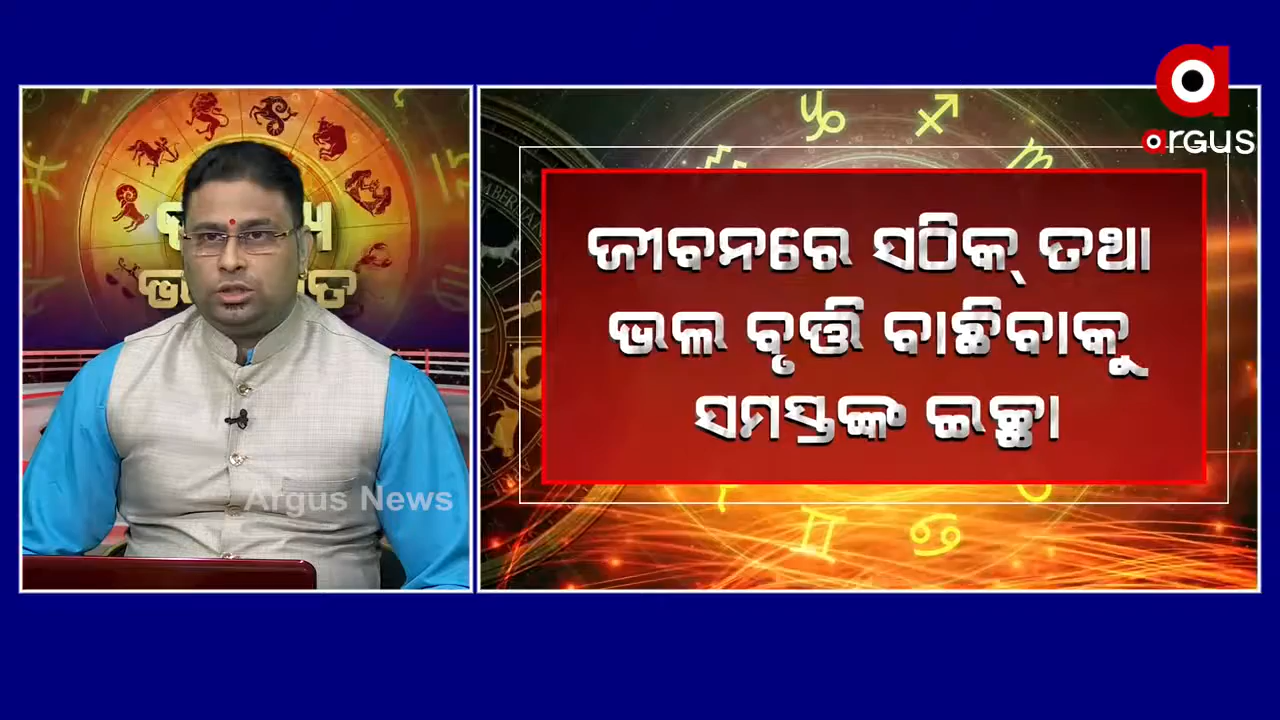 argus
ଜୀବନରେ ସଠିକ୍ ତଥା
ଭଲ ବୃତ୍ତି ବାଛିବାକୁ
ସମସ୍ତଙ୍କ ଇଚ୍ଛା
Argus News